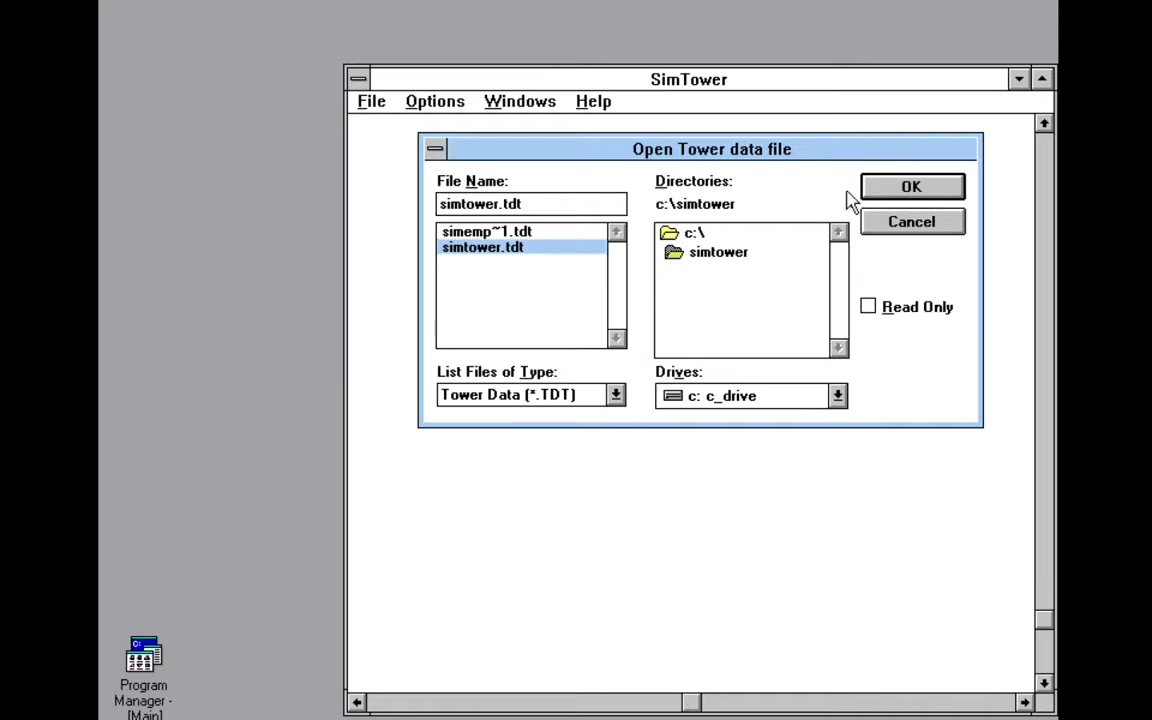 SimTower
File Options Windows Help
Open Tower data file
File Name:
simtower.tdt
simemp~1.tdt
simtower.tdt
List Files of Type:
Tower Data (*.TDT)
Directories:
c:\simtower
c:\
simtower
Drives:
c: c_drive
OK
Cancel
Read Only
Program
Manager -
[Main]